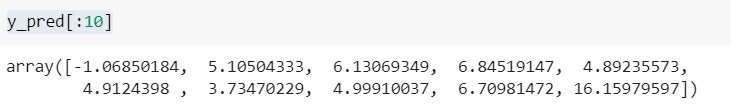 y_pred[:10]
array([-1.06850184,  5.10504333,  6.13069349,  6.84519147,  4.89235573,
        4.9124398 ,  3.73470229,  4.99910037,  6.70981472, 16.15979597])